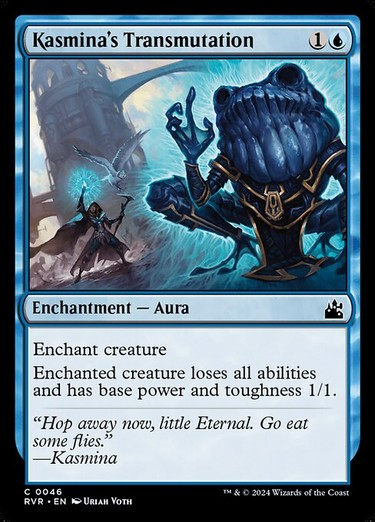 Kasmina's Transmutation 1
Enchantment — Aura
Enchant creature
Enchanted creature loses all abilities
and has base power and toughness 1/1.
“Hop away now, little Eternal. Go eat
some flies.”
—Kasmina
C 0046
RVR • EN Uriah Voth
™ & © 2024 Wizards of the Coast